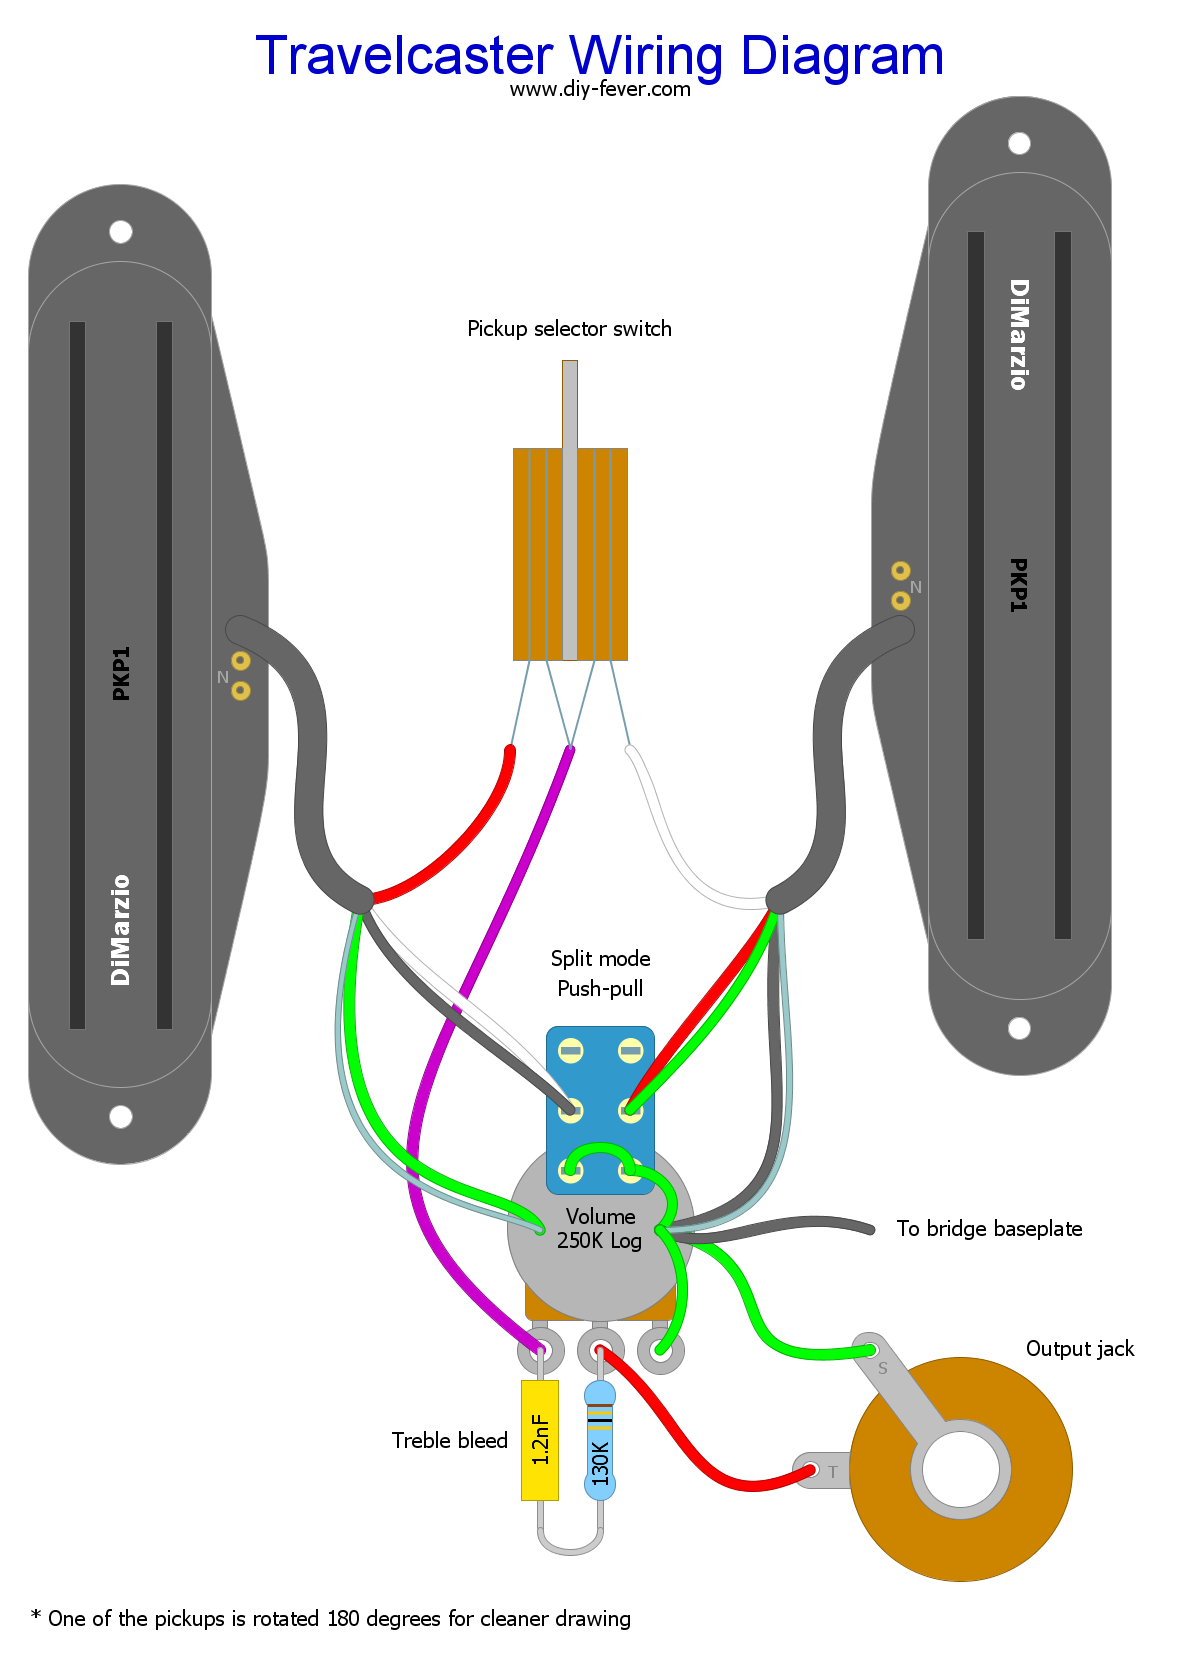 Travelcaster Wiring Diagram
www.diy-fever.com
DiMarzio
Pickup selector switch
PKP1
N
PKP1
N
DiMarzio
Split mode
Push-pull
Volume
250K Log
To bridge baseplate
Output jack
S
Treble bleed
1.2nF
130K
T
* One of the pickups is rotated 180 degrees for cleaner drawing